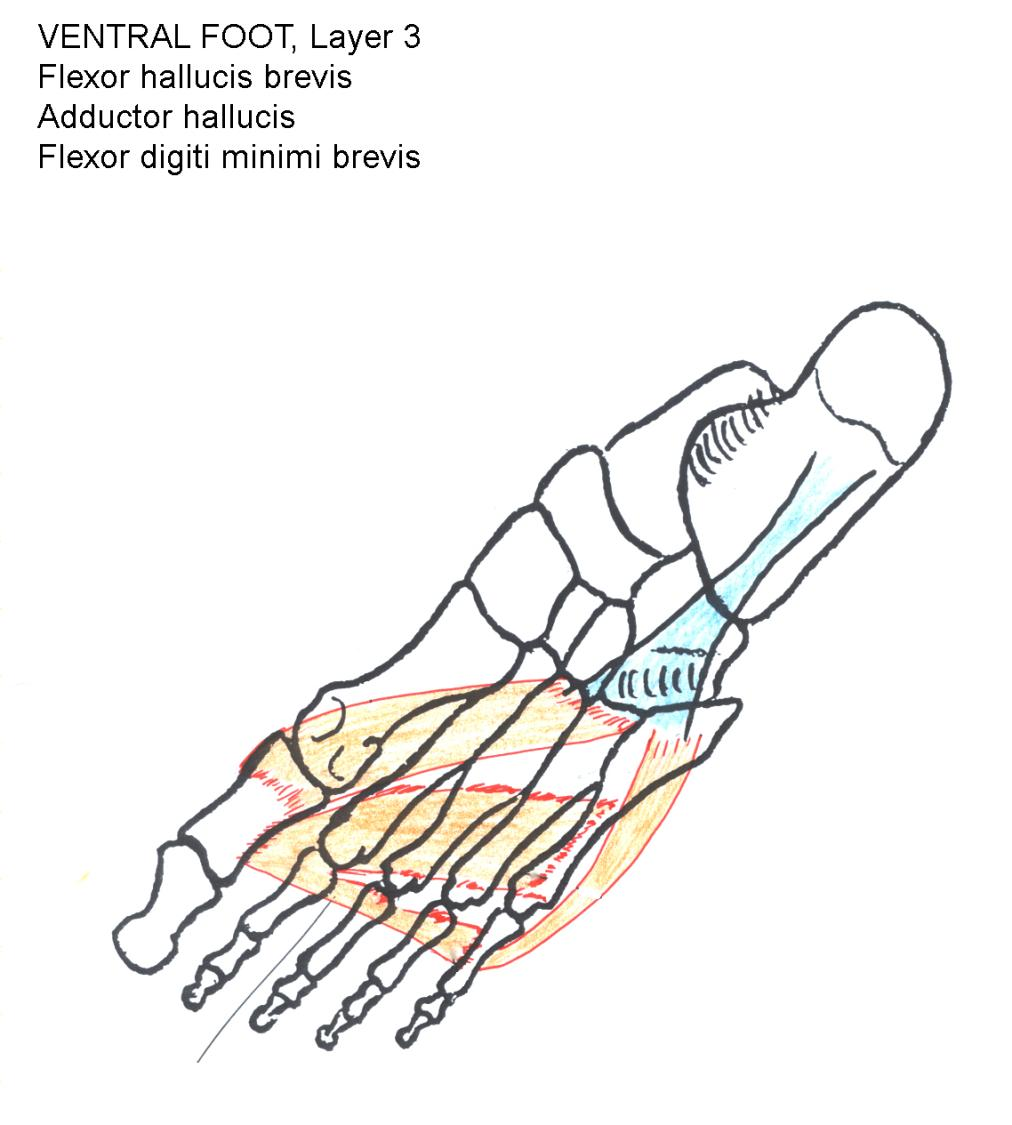 VENTRAL FOOT, Layer 3
Flexor hallucis brevis
Adductor hallucis
Flexor digiti minimi brevis